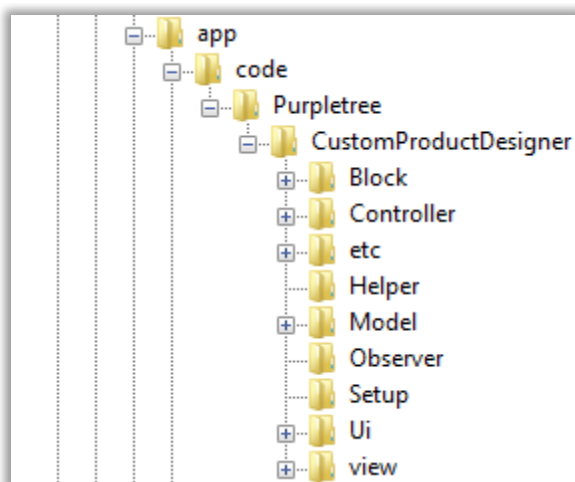 app
code
Purpletree
CustomProductDesigner
Block
Controller
etc
Helper
Model
Observer
Setup
Ui
view